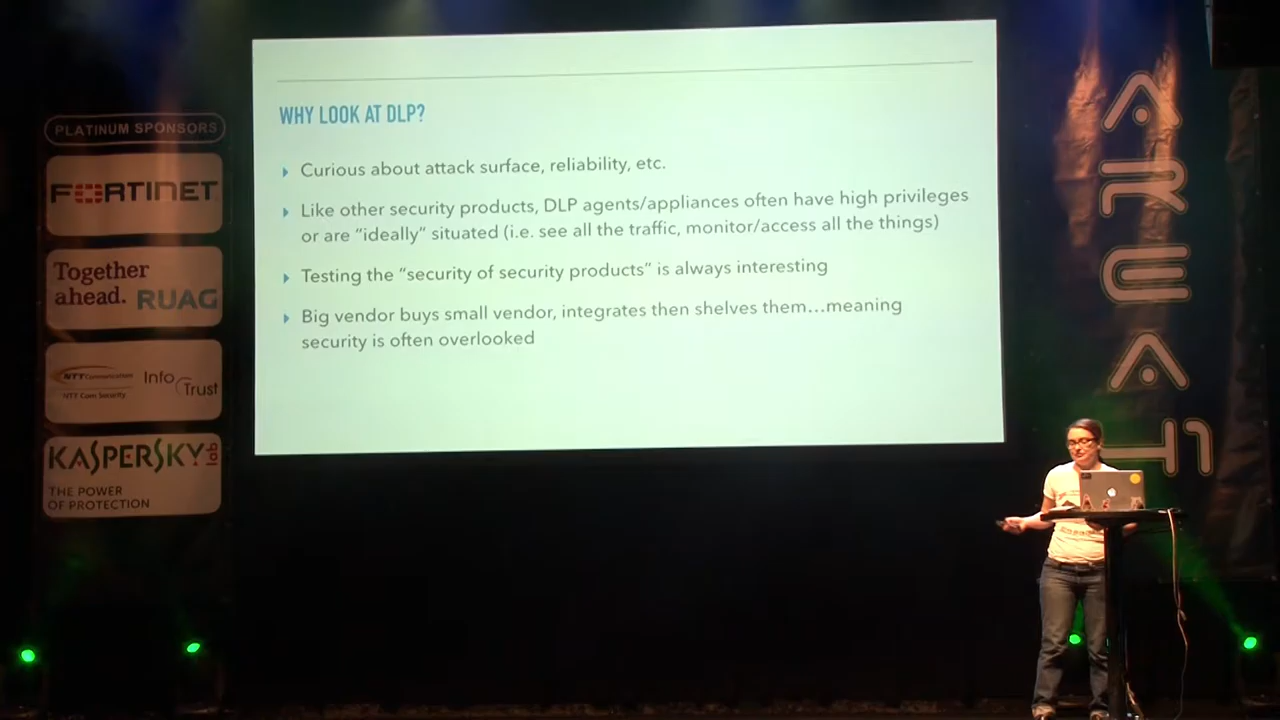 WHY LOOK AT DLP?
Curious about attack surface, reliability, etc.
Like other security products, DLP agents/appliances often have high privileges
or are “ideally” situated (i.e. see all the traffic, monitor/access all the things)
Testing the “security of security products” is always interesting
Big vendor buys small vendor, integrates then shelves them…meaning
security is often overlooked
PLATINUM SPONSORS
FORTINET
Together
ahead. RUAG
NTT Communications
NTT Com Security
Info
Trust
KASPERSKY lab
THE POWER
OF PROTECTION
AREA41